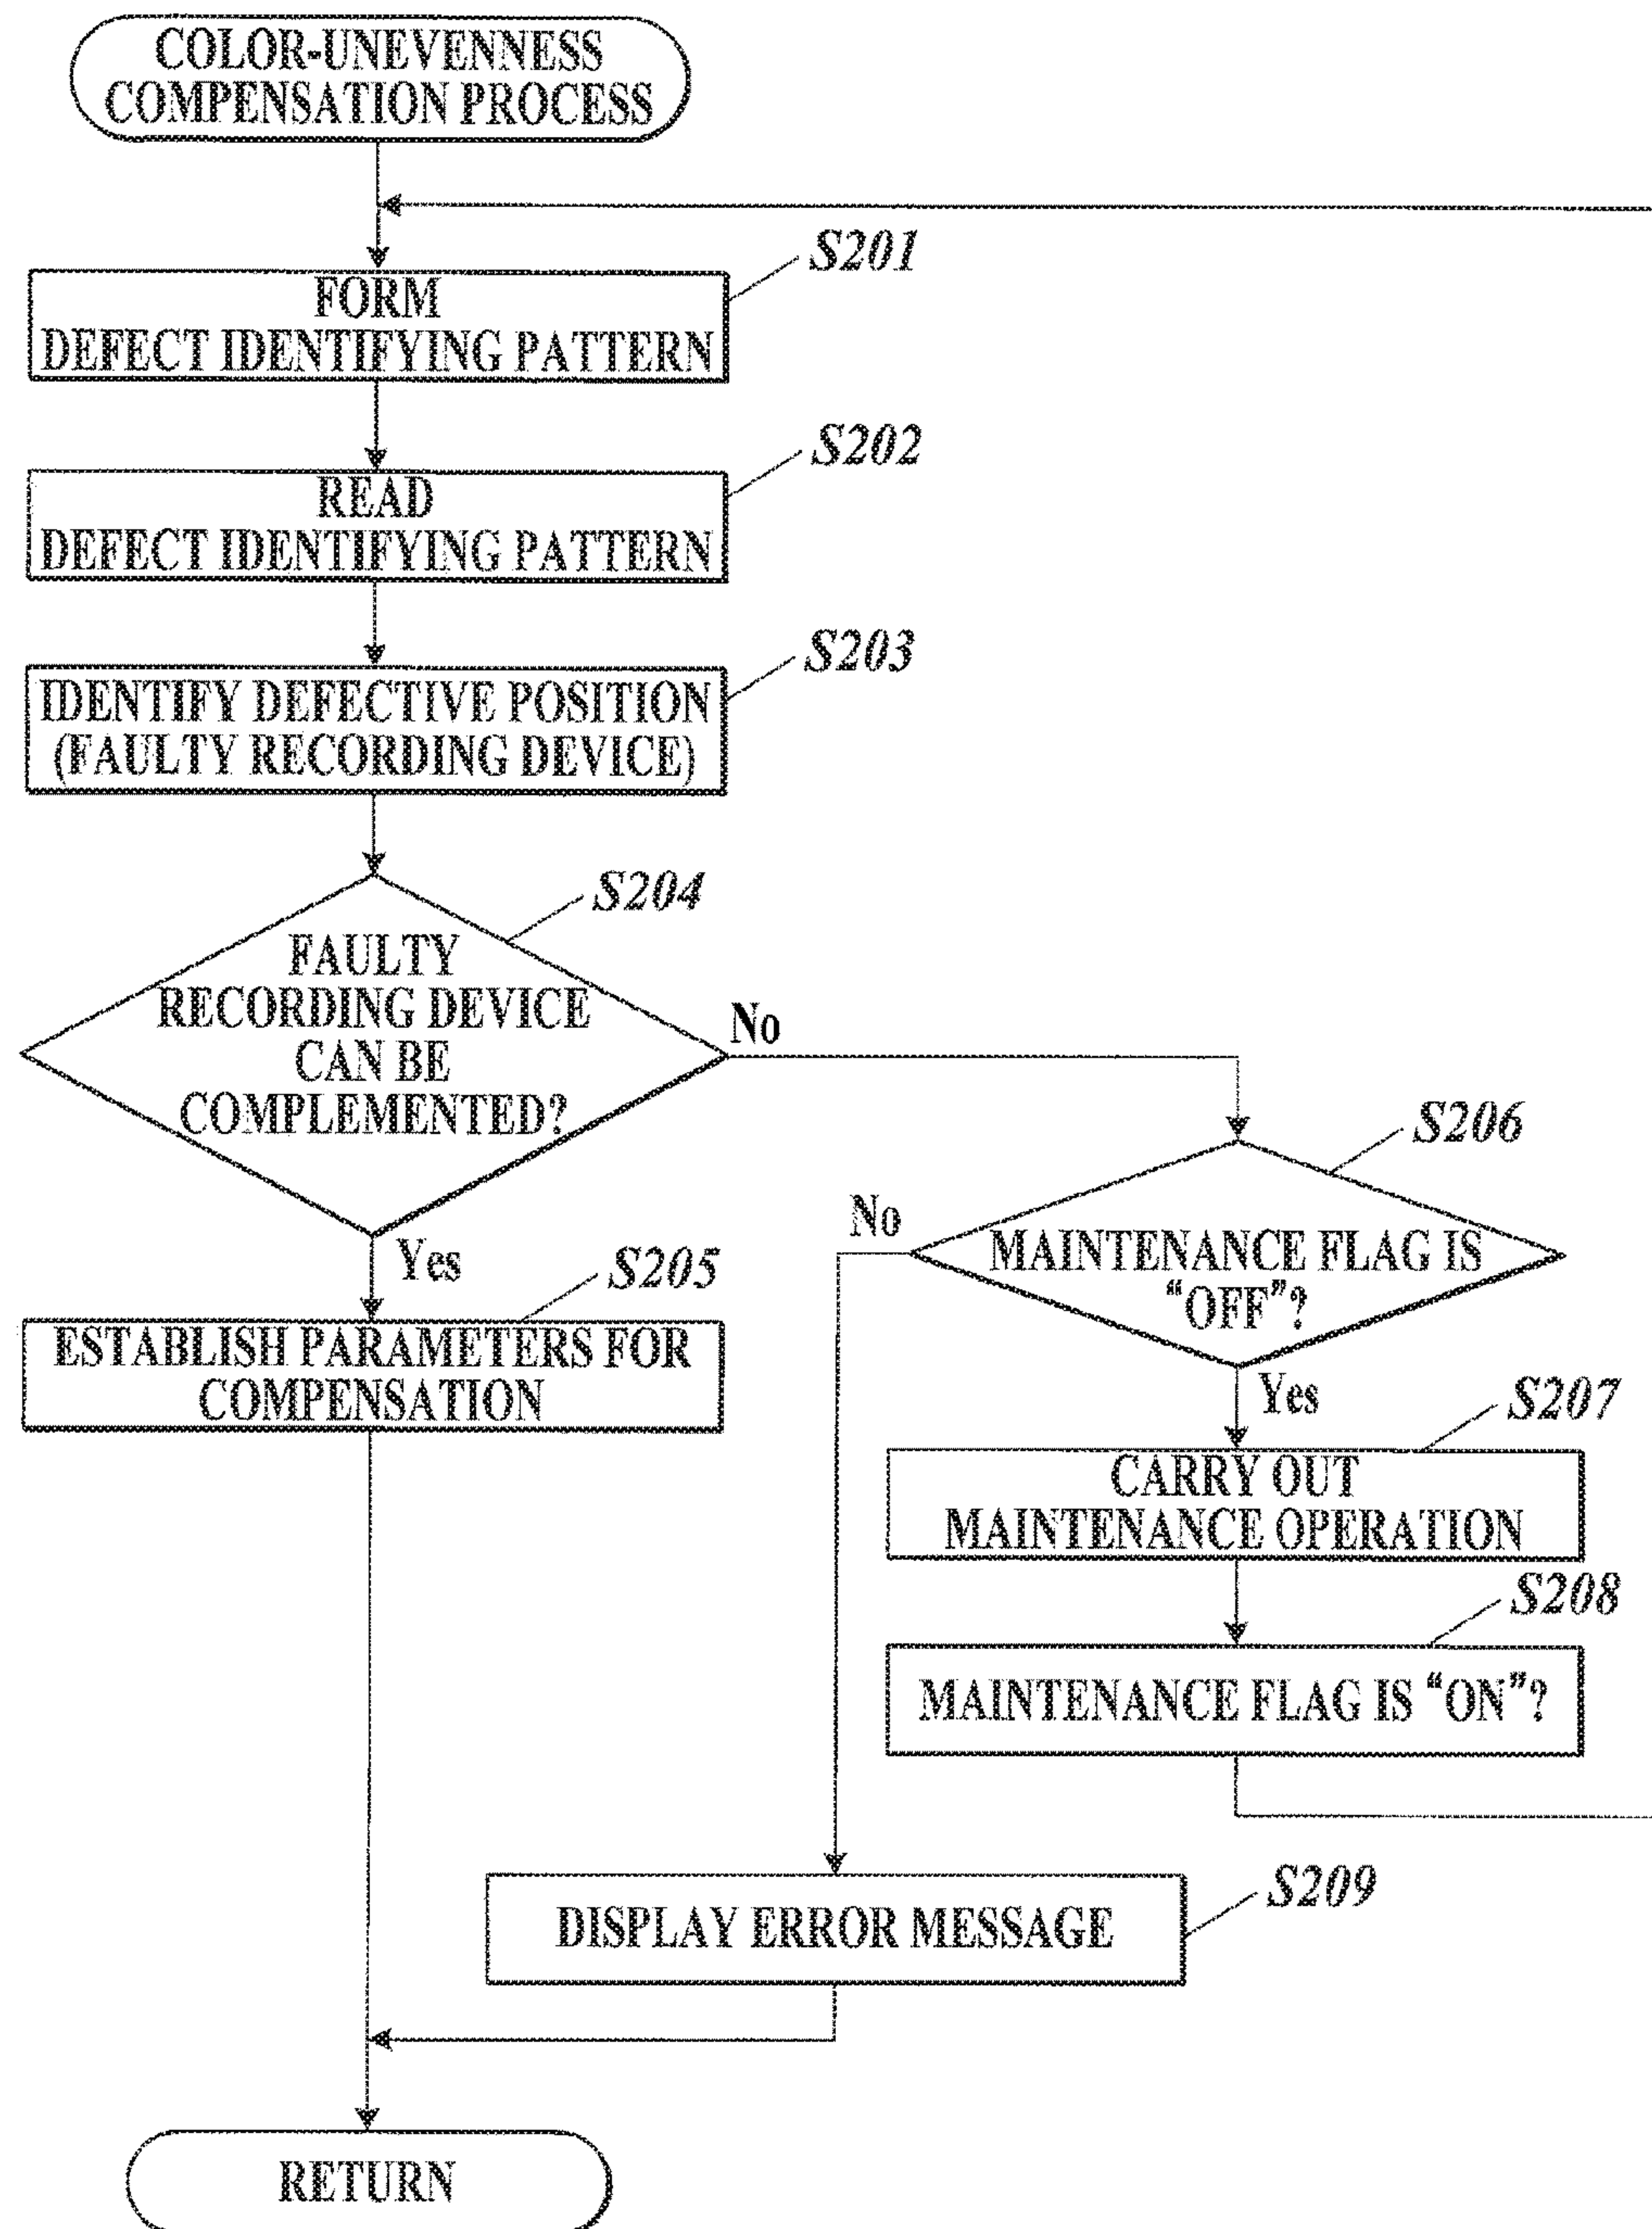 COLOR-UNEVENNESS
COMPENSATION PROCESS
S201
FORM
DEFECT IDENTIFYING PATTERN
S202
READ
DEFECT IDENTIFYING PATTERN
S203
IDENTIFY DEFECTIVE POSITION
(FAULTY RECORDING DEVICE)
S204
FAULTY
RECORDING DEVICE
CAN BE
COMPLEMENTED?
No
Yes
S205
ESTABLISH PARAMETERS FOR
COMPENSATION
S206
No
MAINTENANCE FLAG IS
“OFF”?
Yes
S207
CARRY OUT
MAINTENANCE OPERATION
S208
MAINTENANCE FLAG IS “ON”?
S209
DISPLAY ERROR MESSAGE
RETURN